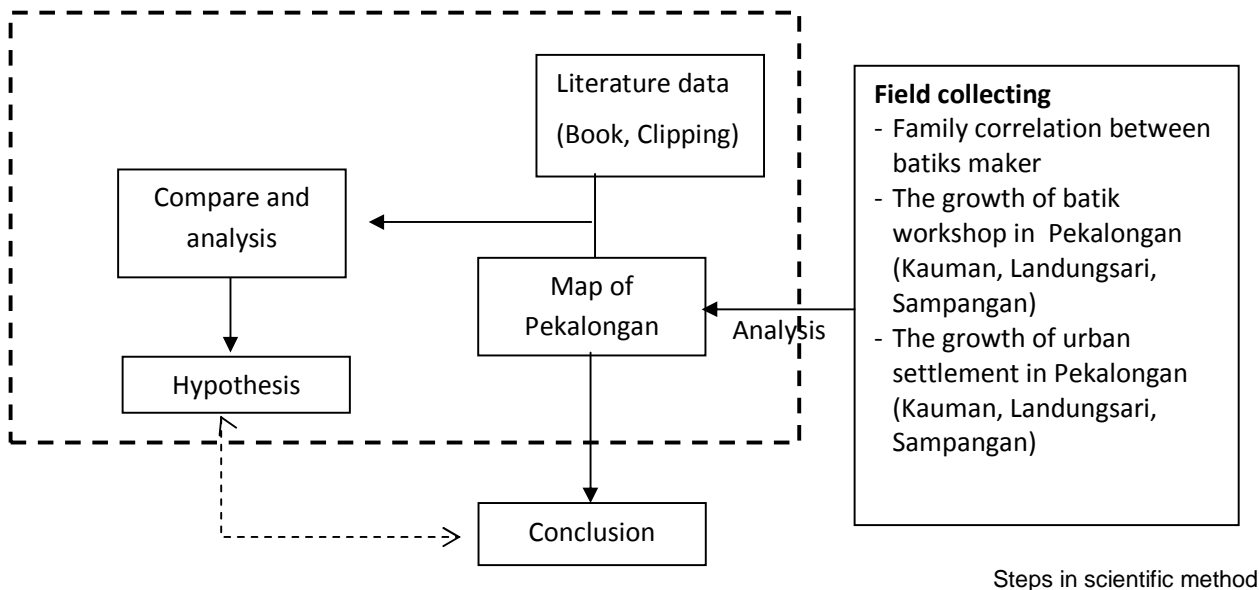 Literature data
(Book, Clipping)
Compare and
analysis
Map of
Pekalongan
Hypothesis
Conclusion
Analysis
Field collecting
- Family correlation between
batiks maker
- The growth of batik
workshop in Pekalongan
(Kauman, Landungsari,
Sampangan)
- The growth of urban
settlement in Pekalongan
(Kauman, Landungsari,
Sampangan)
Steps in scientific method